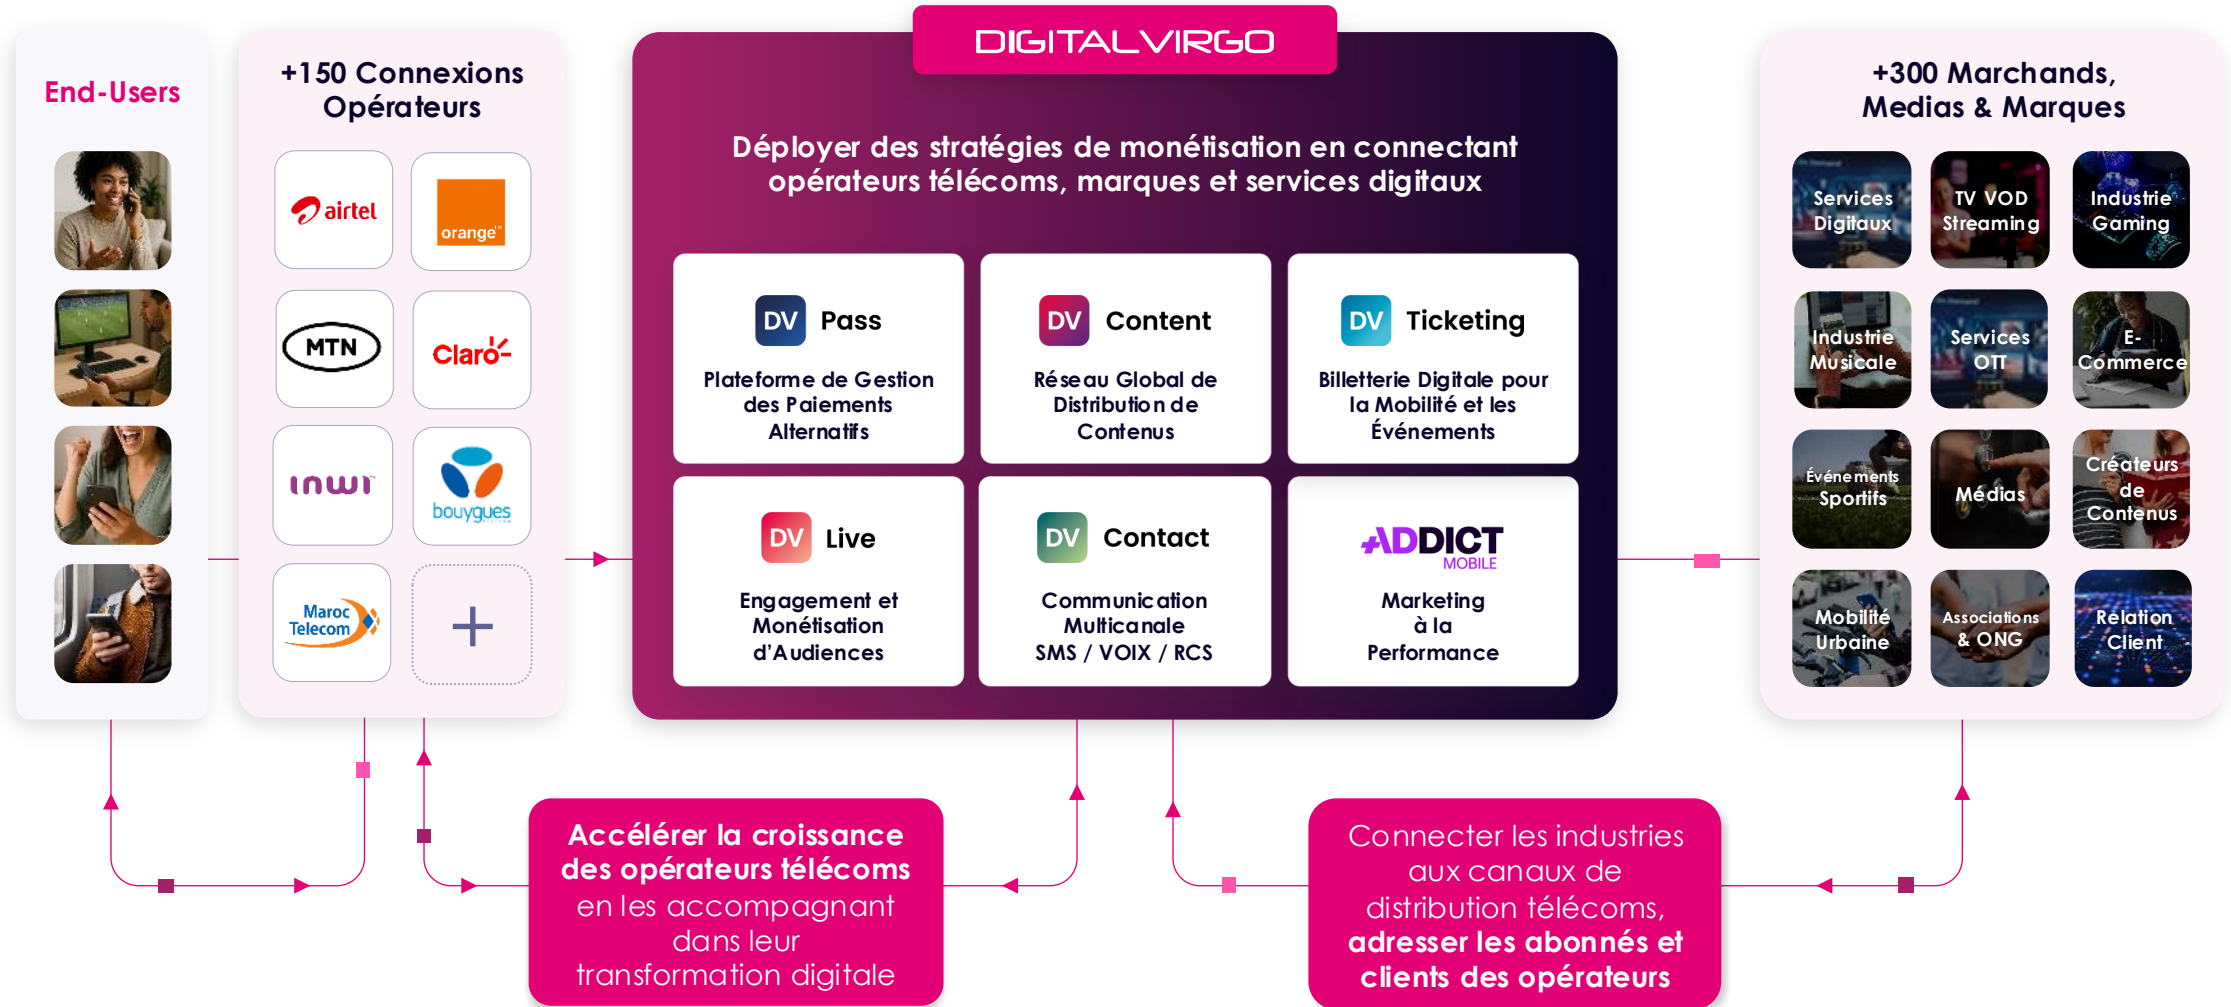 DIGITALVIRGO
End-Users
+150 Connexions
Opérateurs
airtel
orange™
MTN
Claro-
inwi
bouygues
Maroc
Telecom
+
Déployer des stratégies de monétisation en connectant
opérateurs télécoms, marques et services digitaux
DV Pass
Plateforme de Gestion
des Paiements
Alternatifs
DV Content
Réseau Global de
Distribution de
Contenus
DV Ticketing
Billetterie Digitale pour
la Mobilité et les
Événements
DV Live
Engagement et
Monétisation
d’Audiences
DV Contact
Communication
Multicanale
SMS / VOIX / RCS
ADDICT
MOBILE
Marketing
à la
Performance
+300 Marchands,
Medias & Marques
Services
Digitaux
TV VOD
Streaming
Industrie
Gaming
Industrie
Musicale
Services
OTT
E-
Commerce
Événements
Sportifs
Médias
Créateurs
de
Contenus
Mobilité
Urbaine
Associations
& ONG
Relation
Client
Accélérer la croissance
des opérateurs télécoms
en les accompagnant
dans leur
transformation digitale
Connecter les industries
aux canaux de
distribution télécoms,
adresser les abonnés et
clients des opérateurs